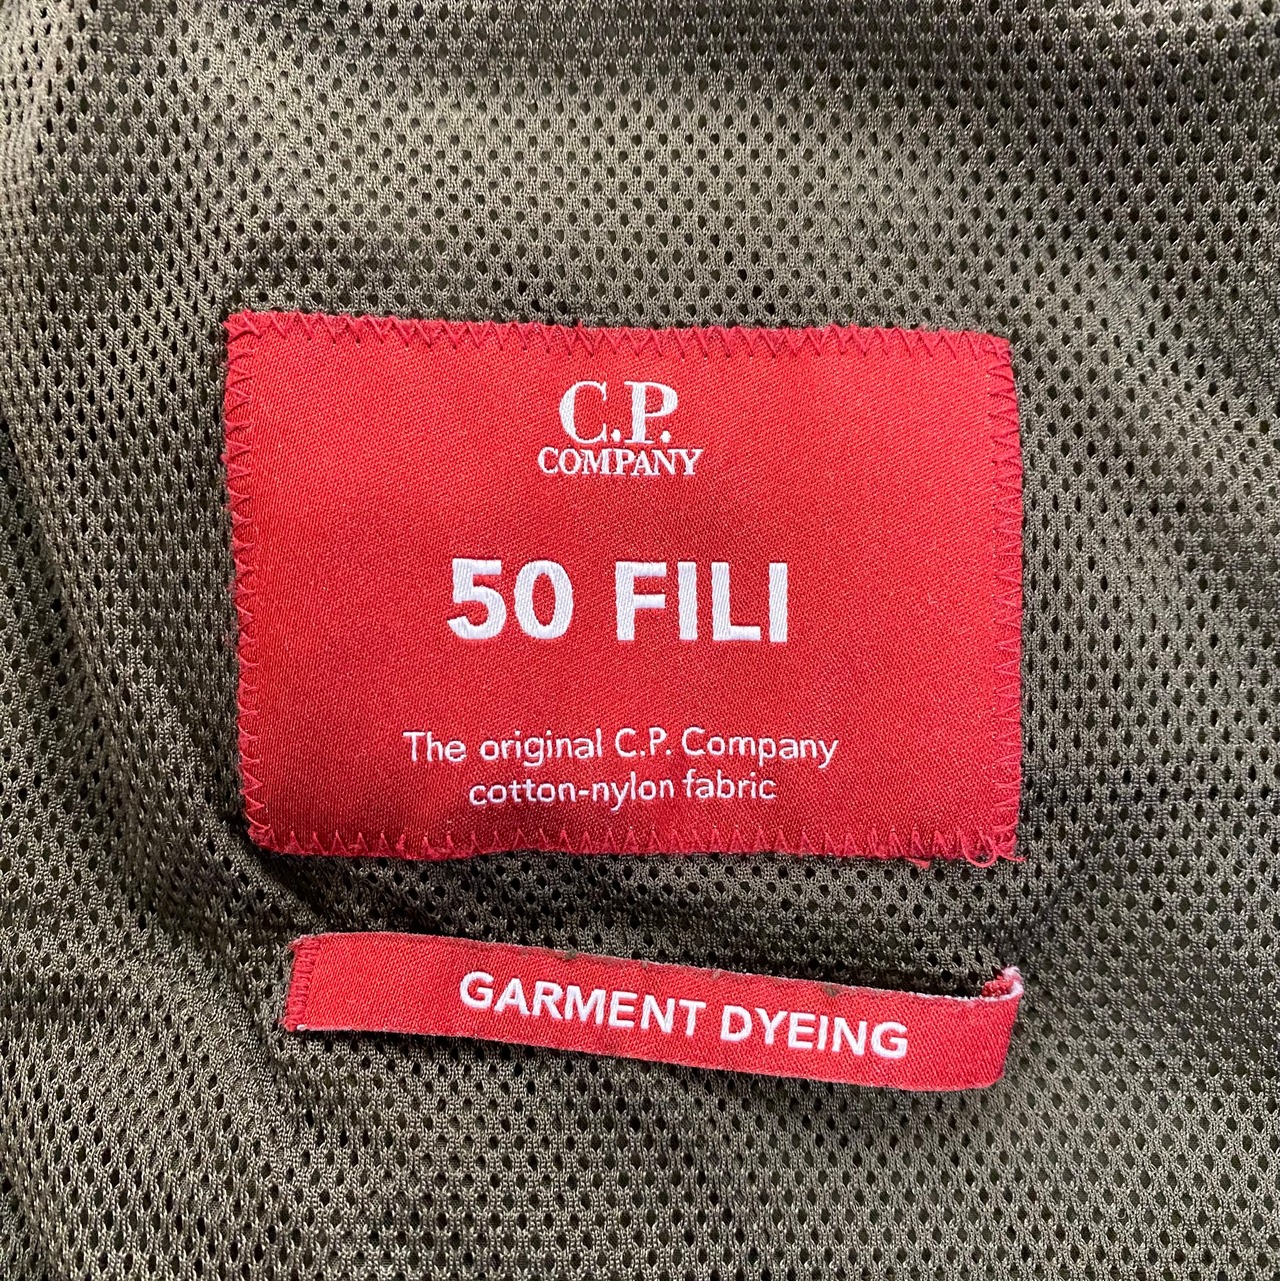 C.P.
COMPANY
50 FILI
The original C.P. Company
cotton-nylon fabric
GARMENT DYEING